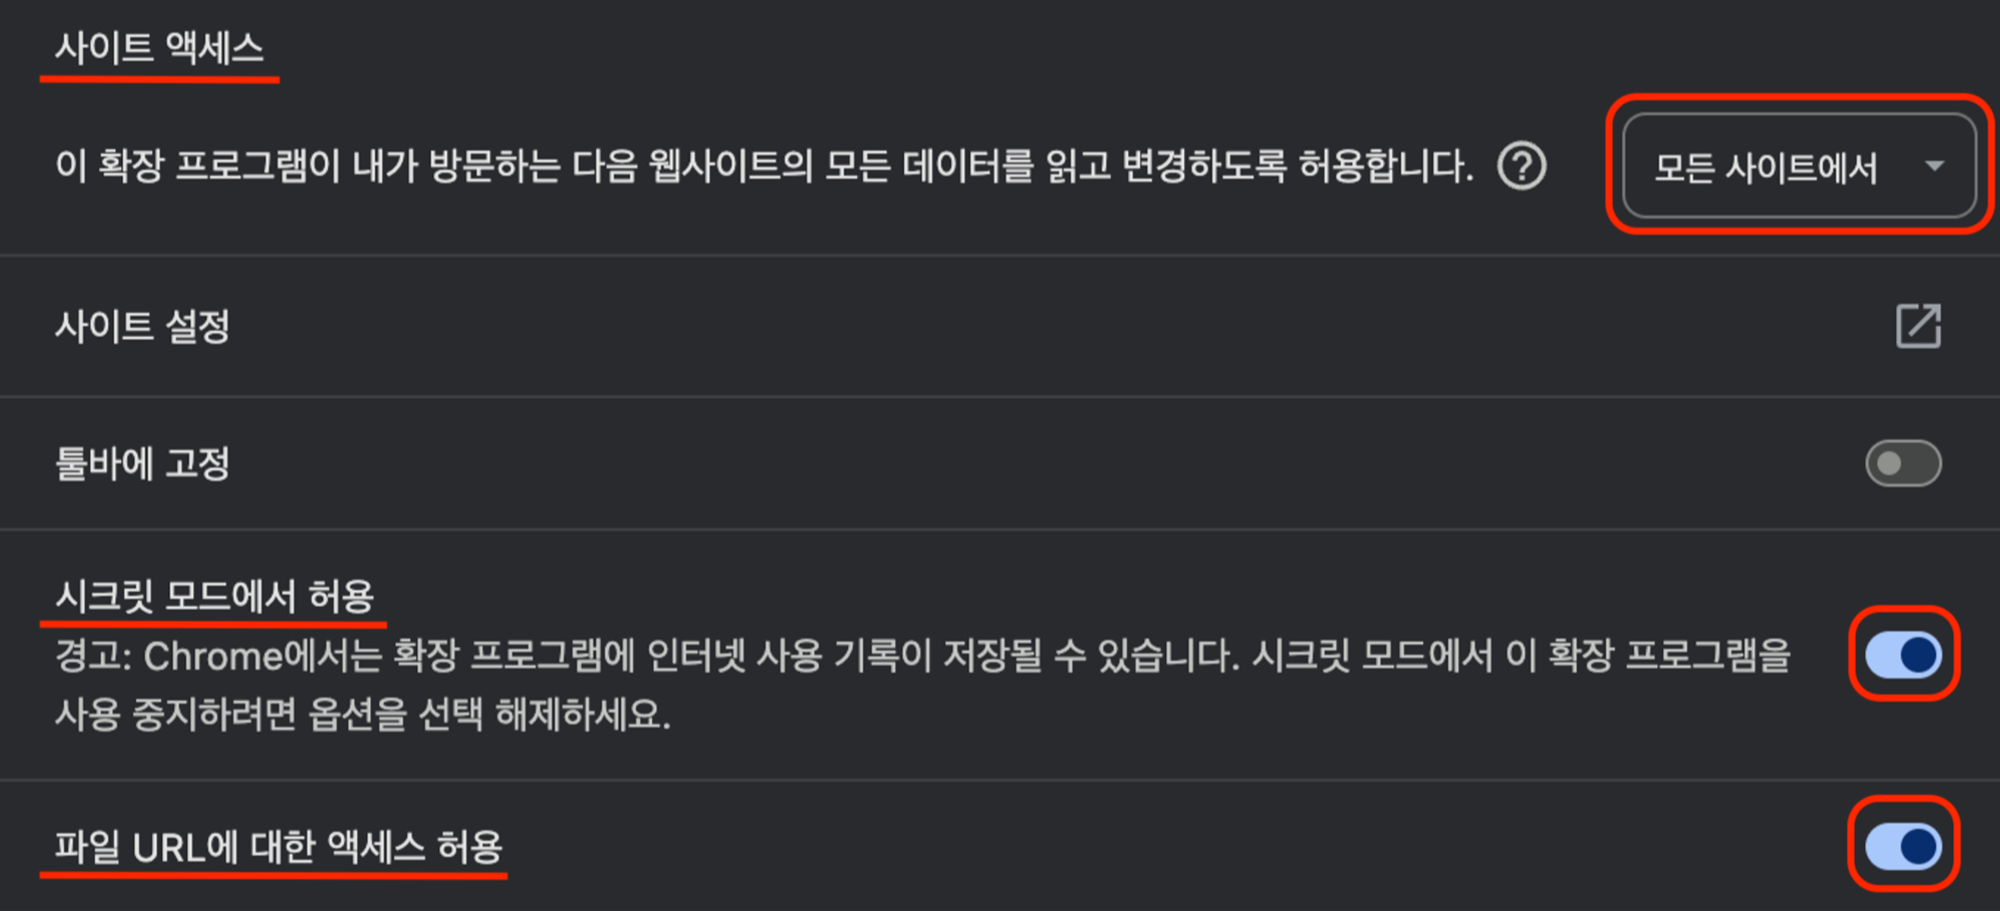 사이트 액세스
이 확장 프로그램이 내가 방문하는 다음 웹사이트의 모든 데이터를 읽고 변경하도록 허용합니다. ?
모든 사이트에서
사이트 설정
툴바에 고정
시크릿 모드에서 허용
경고: Chrome에서는 확장 프로그램에 인터넷 사용 기록이 저장될 수 있습니다. 시크릿 모드에서 이 확장 프로그램을
사용 중지하려면 옵션을 선택 해제하세요.
파일 URL에 대한 액세스 허용